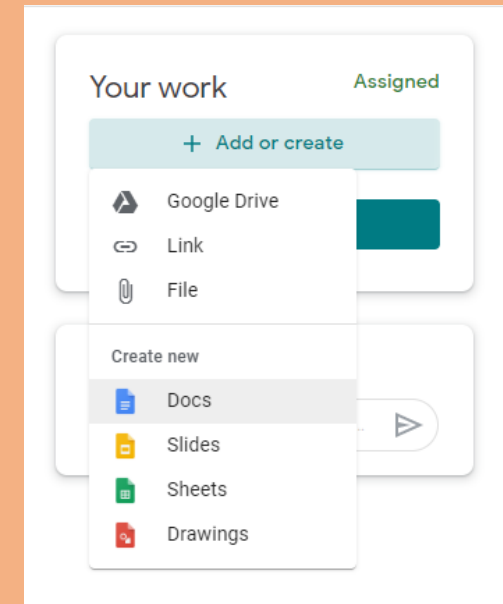 Your work
Assigned
+ Add or create
Google Drive
Link
File
Create new
Docs
Slides
Sheets
Drawings